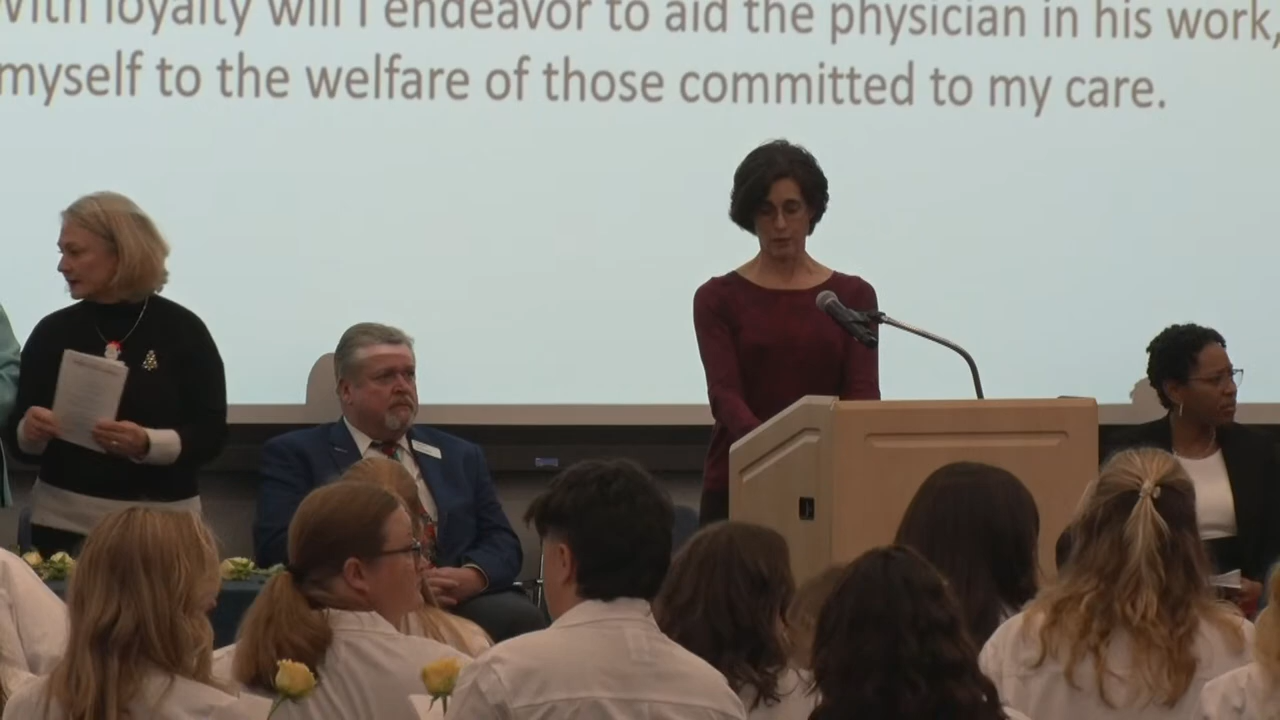 With loyalty will I endeavor to aid the physician in his work,
myself to the welfare of those committed to my care.